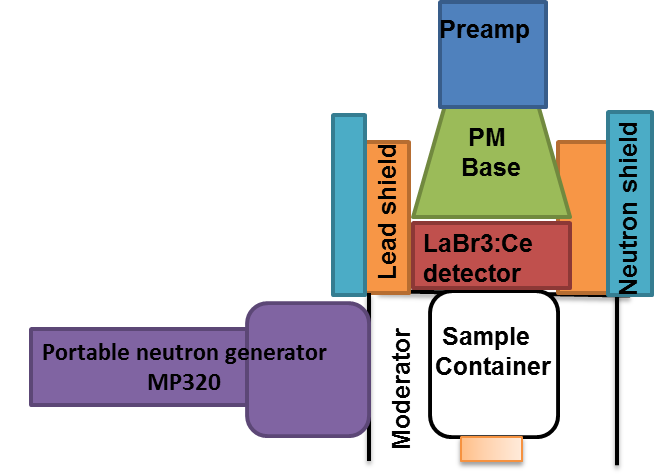 Preamp
PM
Base
Lead shield
Neutron shield
LaBr3:Ce
detector
Portable neutron generator
MP320
Moderator
Sample
Container